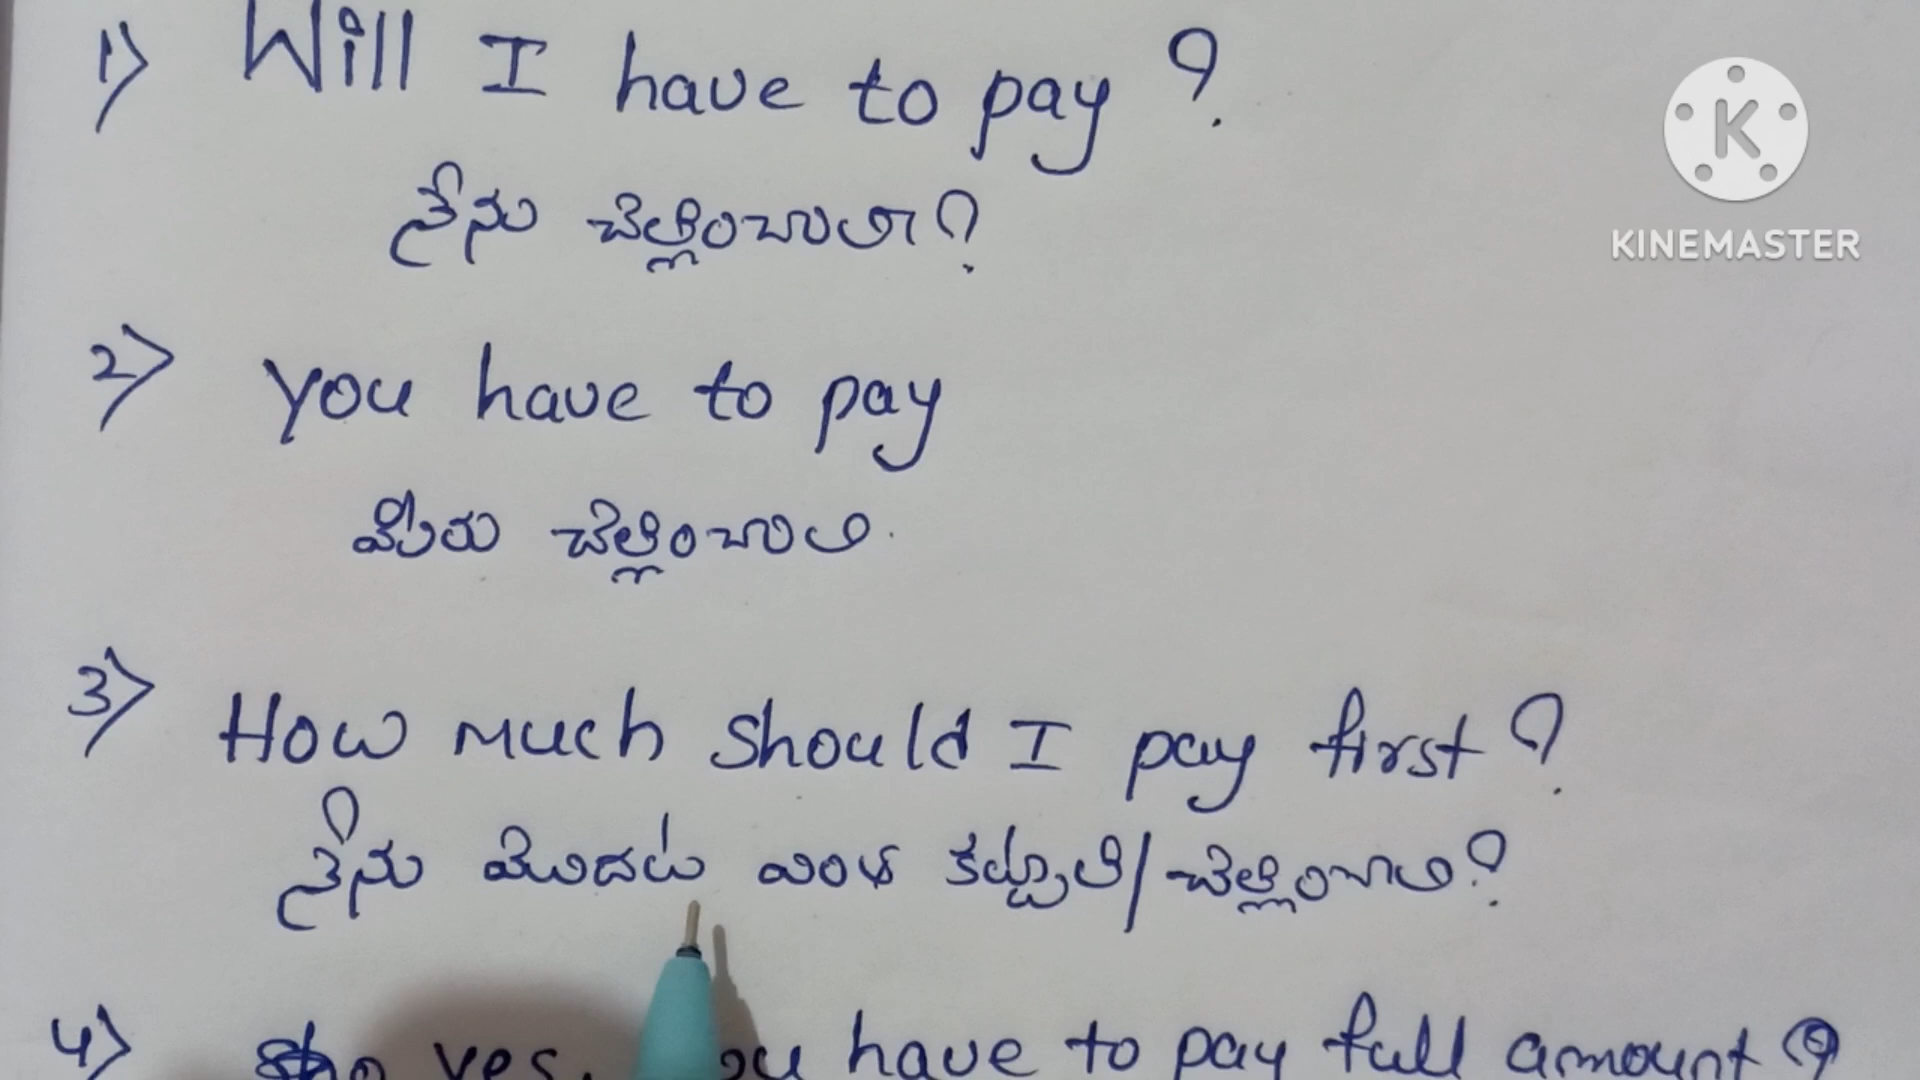 1) Will I have to pay ?
నేను చెల్లించాలా?
K
KINEMASTER
2) You have to pay
మీరు చెల్లించాలి.
3) How much should I pay first ?
నేను మొదట ఎంత కట్టాలి/చెల్లించాలి?
4) yes. you have to pay full amount ?